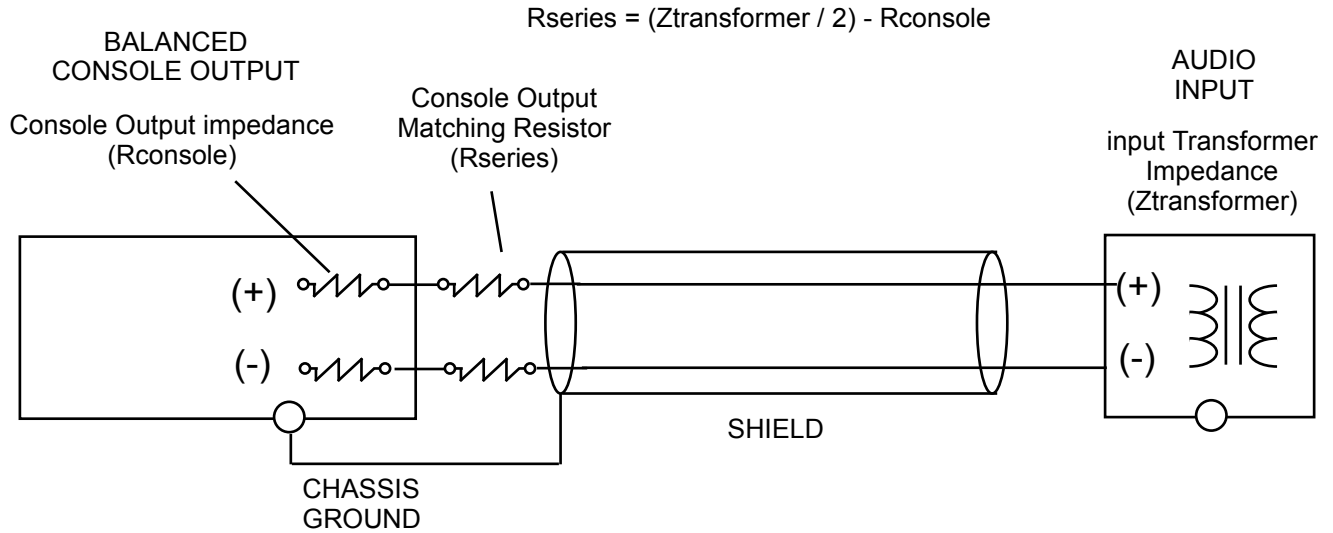 Rseries = (Ztransformer / 2) - Rconsole
BALANCED
CONSOLE OUTPUT
Console Output impedance
(Rconsole)
Console Output
Matching Resistor
(Rseries)
AUDIO
INPUT
input Transformer
Impedance
(Ztransformer)
(+)
(-)
(+)
(-)
SHIELD
CHASSIS
GROUND